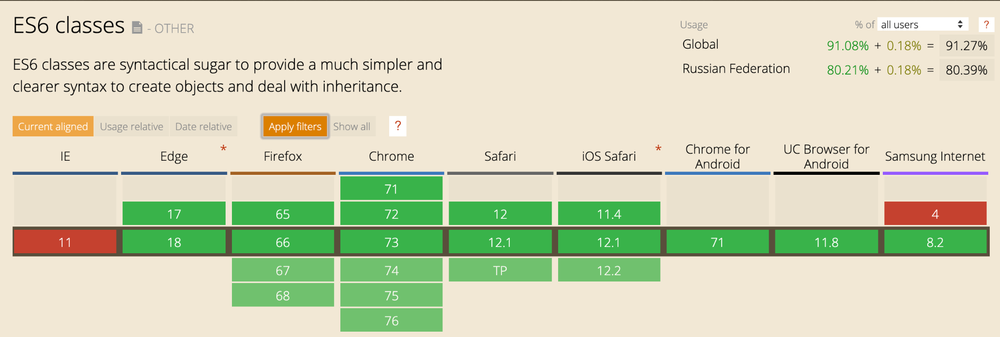 ES6 classes - OTHER
Usage % of all users ?
Global 91.08% + 0.18% = 91.27%
Russian Federation 80.21% + 0.18% = 80.39%
ES6 classes are syntactical sugar to provide a much simpler and
clearer syntax to create objects and deal with inheritance.
Current aligned Usage relative Date relative Apply filters Show all ?
IE Edge * Firefox Chrome Safari iOS Safari * Chrome for Android UC Browser for Android Samsung Internet
71
17 65 72 12 11.4 4
11 18 66 73 12.1 12.1 71 11.8 8.2
67 74 TP 12.2
68 75
76